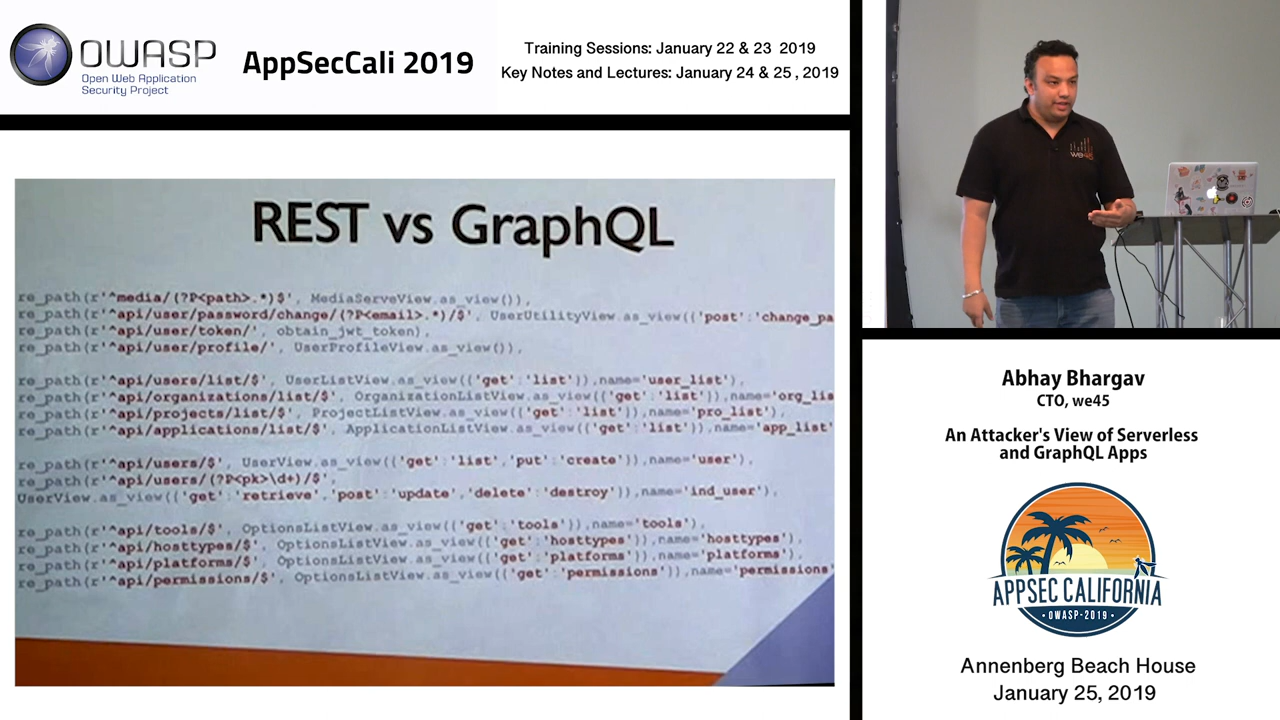 OWASP
Open Web Application
Security Project
AppSecCali 2019
Training Sessions: January 22 & 23 2019
Key Notes and Lectures: January 24 & 25 , 2019
REST vs GraphQL
re_path(r'^media/(?P<path>.*)$', MediaServeView.as_view()),
re_path(r'^api/user/password/change/(?P<email>.*)/$', UserUtilityView.as_view({'post':'change_pa
re_path(r'^api/user/token/', obtain_jwt_token),
re_path(r'^api/user/profile/', UserProfileView.as_view()),
re_path(r'^api/users/list/$', UserListView.as_view({'get':'list'}),name='user_list'),
re_path(r'^api/organizations/list/$', OrganizationListView.as_view({'get':'list'}),name='org_lis
re_path(r'^api/projects/list/$', ProjectListView.as_view({'get':'list'}),name='pro_list'),
re_path(r'^api/applications/list/$', ApplicationListView.as_view({'get':'list'}),name='app_list'
re_path(r'^api/users/$', UserView.as_view({'get':'list','put':'create'}),name='user'),
re_path(r'^api/users/(?P<pk>\d+)/$',
UserView.as_view({'get':'retrieve','post':'update','delete':'destroy'}),name='ind_user'),
re_path(r'^api/tools/$', OptionsListView.as_view({'get':'tools'}),name='tools'),
re_path(r'^api/hosttypes/$', OptionsListView.as_view({'get':'hosttypes'}),name='hosttypes'),
re_path(r'^api/platforms/$', OptionsListView.as_view({'get':'platforms'}),name='platforms'),
re_path(r'^api/permissions/$', OptionsListView.as_view({'get':'permissions'}),name='permissions'
we45
Abhay Bhargav
CTO, we45
An Attacker's View of Serverless
and GraphQL Apps
APPSEC CALIFORNIA
• OWASP-2019 •
Annenberg Beach House
January 25, 2019